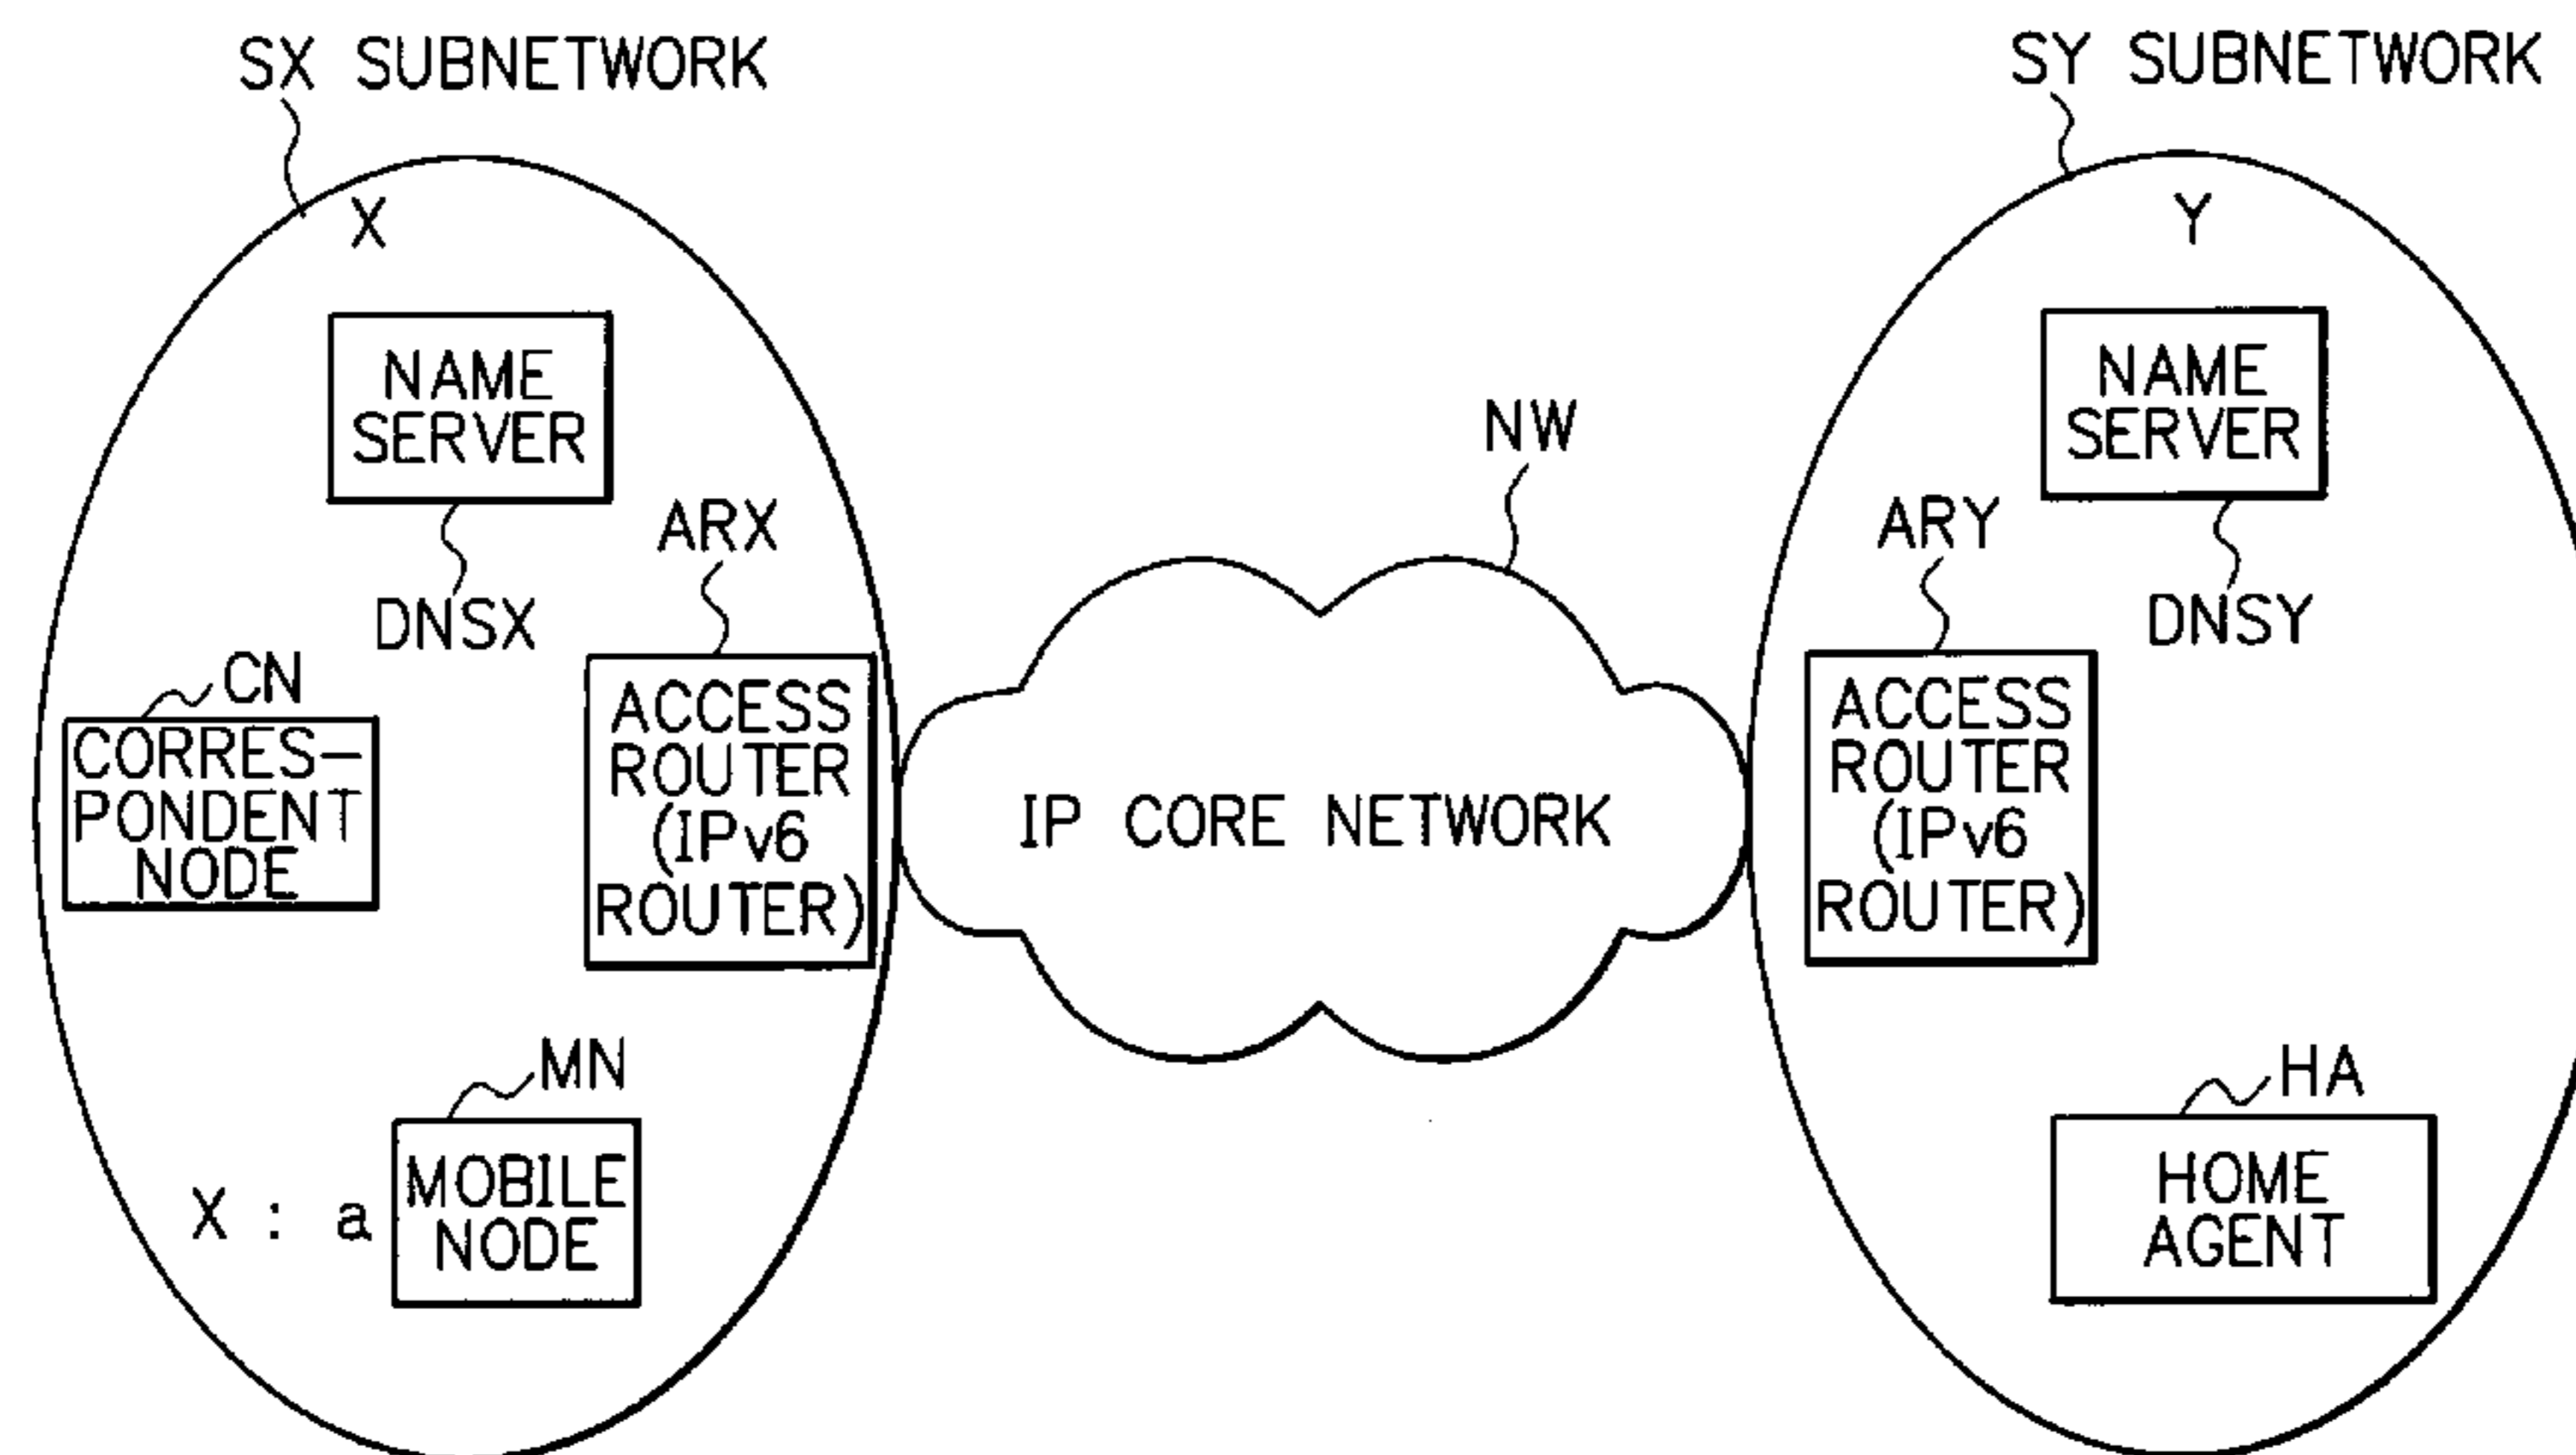 SX SUBNETWORK
SY SUBNETWORK
X
NAME
SERVER
DNSX
ARX
CN
CORRES-
PONDENT
NODE
ACCESS
ROUTER
(IPv6
ROUTER)
MN
X : a
MOBILE
NODE
NW
IP CORE NETWORK
Y
NAME
SERVER
DNSY
ARY
ACCESS
ROUTER
(IPv6
ROUTER)
HA
HOME
AGENT